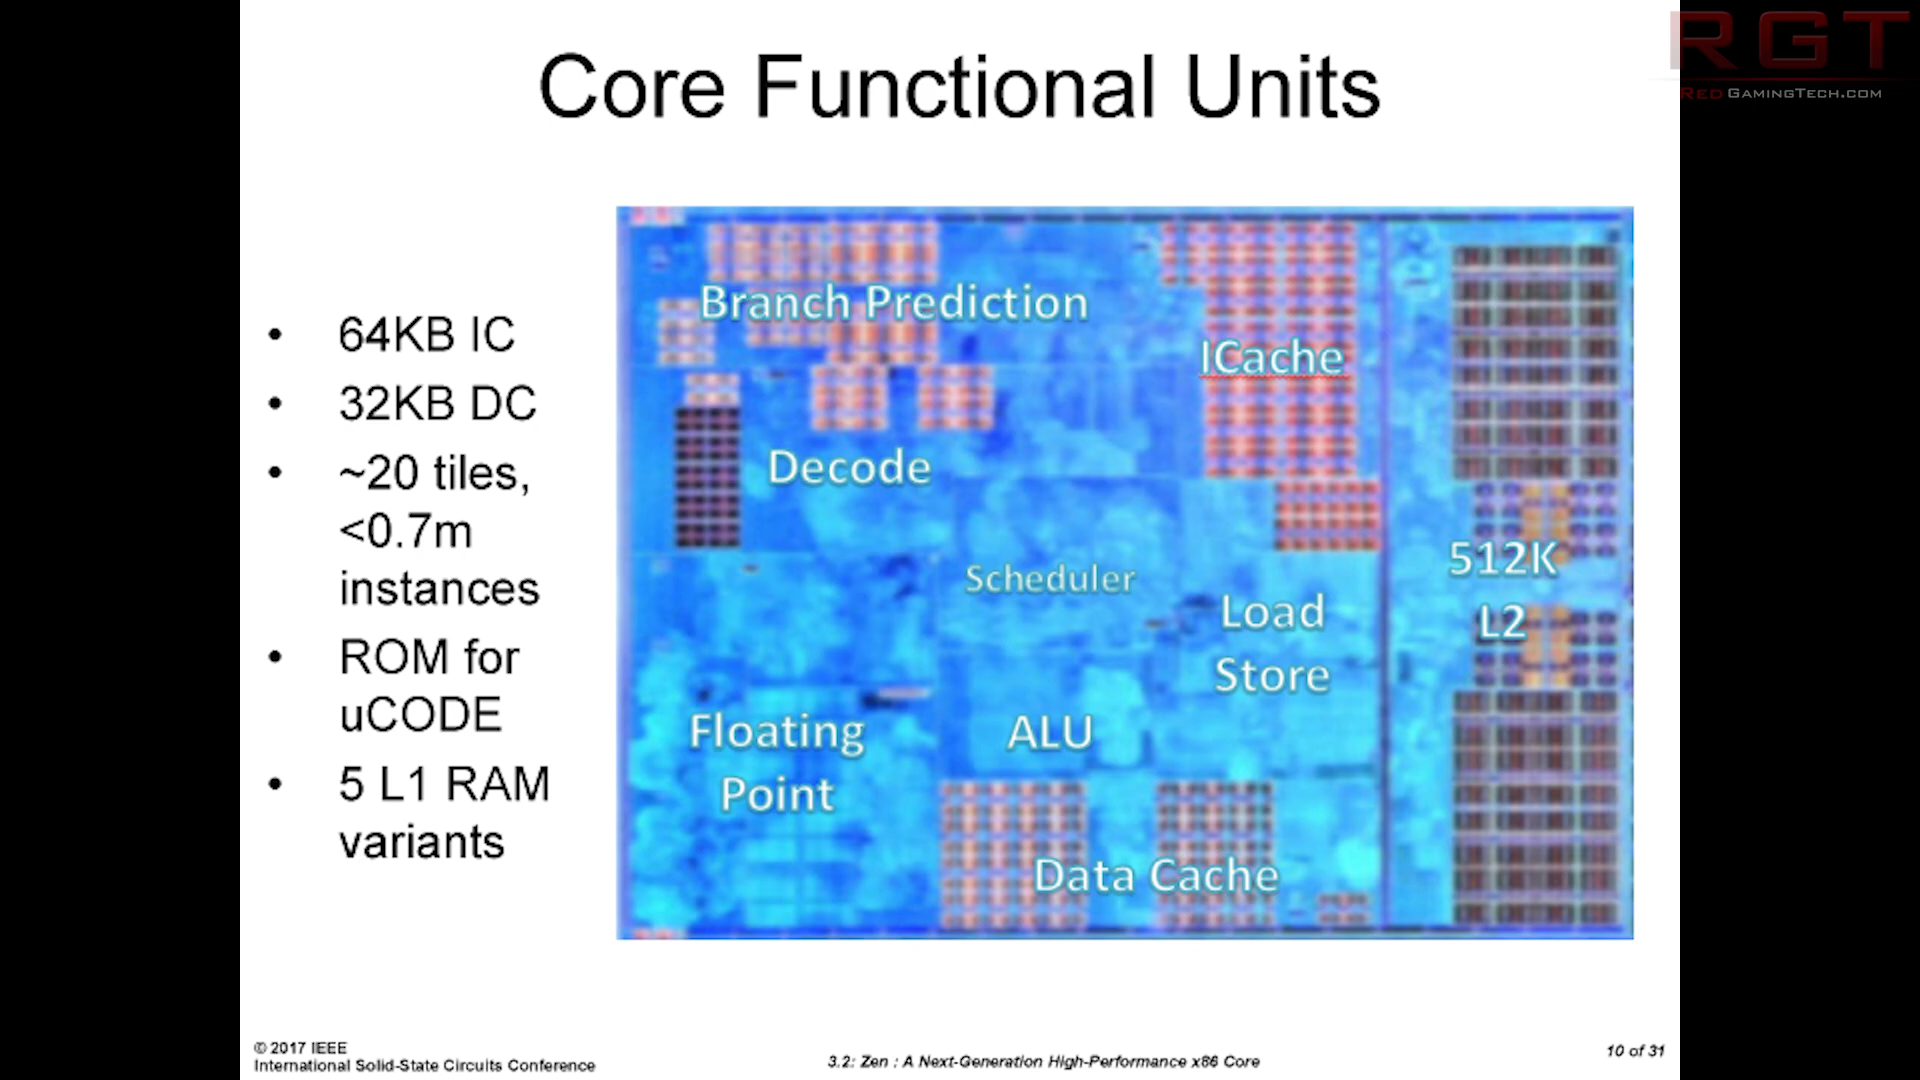 RGT
REDGAMINGTECH.COM
Core Functional Units
• 64KB IC
• 32KB DC
• ~20 tiles,
<0.7m
instances
• ROM for
uCODE
• 5 L1 RAM
variants
Branch Prediction
ICache
Decode
Scheduler
512K
L2
Load
Store
Floating
Point
ALU
Data Cache
© 2017 IEEE
International Solid-State Circuits Conference
3.2: Zen : A Next-Generation High-Performance x86 Core
10 of 31